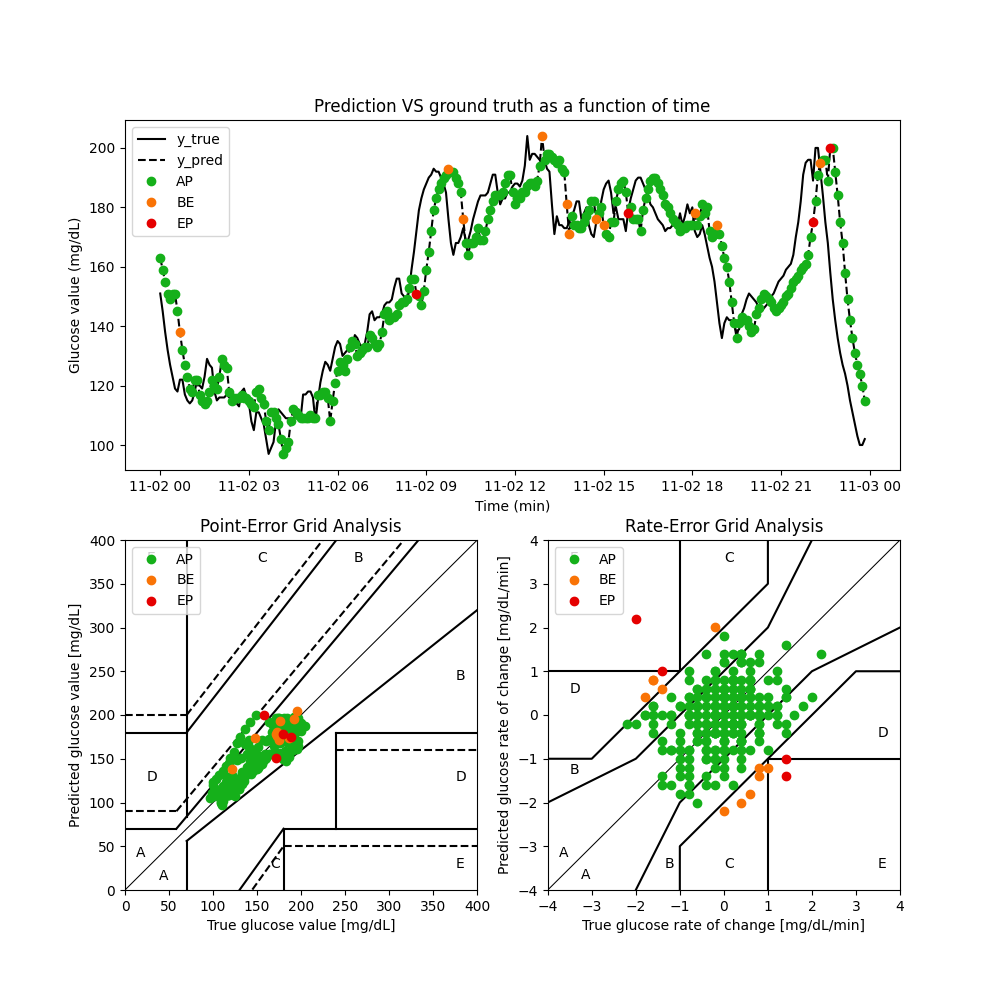 Prediction VS ground truth as a function of time
Glucose value (mg/dL)
200
180
160
140
120
100
y_true
y_pred
AP
BE
EP
11-02 00 11-02 03 11-02 06 11-02 09 11-02 12 11-02 15 11-02 18 11-02 21 11-03 00
Time (min)
Point-Error Grid Analysis
Predicted glucose value [mg/dL]
400
350
300
250
200
150
100
50
0
AP
BE
EP
C
B
B
D
D
A
A
C
E
0 50 100 150 200 250 300 350 400
True glucose value [mg/dL]
Rate-Error Grid Analysis
Predicted glucose rate of change [mg/dL/min]
4
3
2
1
0
−1
−2
−3
−4
AP
BE
EP
C
D
D
B
A
A
B
C
E
−4 −3 −2 −1 0 1 2 3 4
True glucose rate of change [mg/dL/min]